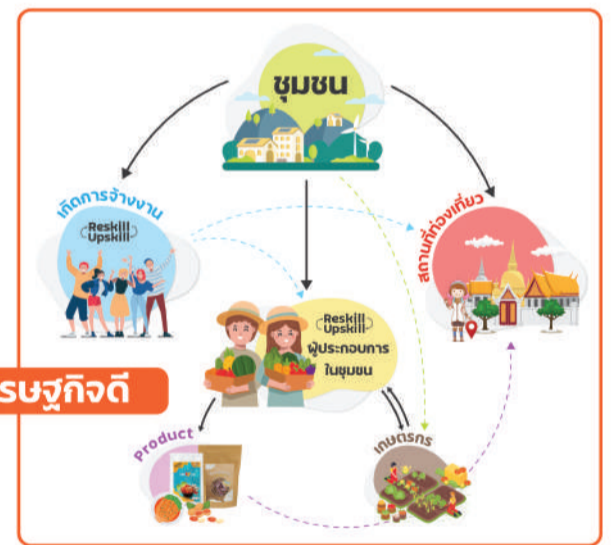 ชุมชน
เกิดการจ้างงาน
Reskill
Upskill
สถานที่ท่องเที่ยว
Reskill
Upskill
ผู้ประกอบการ
ในชุมชน
รษฐกิจดี
Product
เกษตรกร